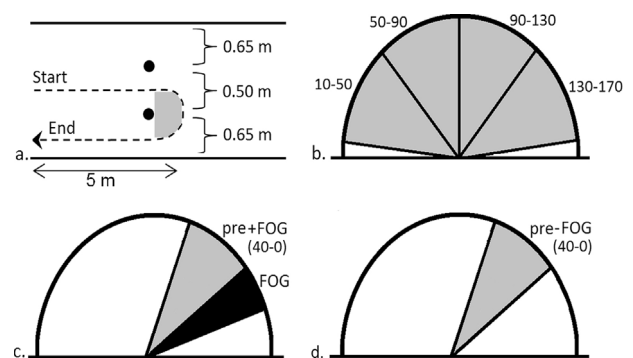 0.65 m
Start
0.50 m
End
0.65 m
a.
5 m
50-90
90-130
10-50
130-170
b.
pre+FOG
(40-0)
FOG
c.
pre-FOG
(40-0)
d.